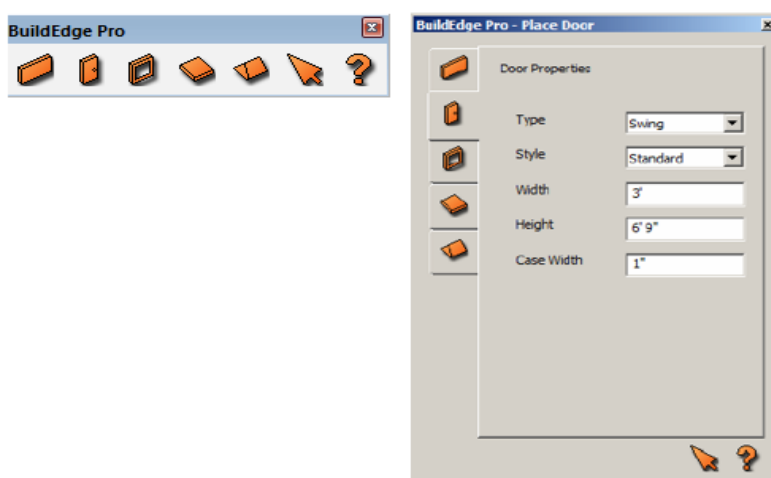 BuildEdge Pro
BuildEdge Pro - Place Door
Door Properties
Type Swing
Style Standard
Width 3'
Height 6' 9"
Case Width 1"